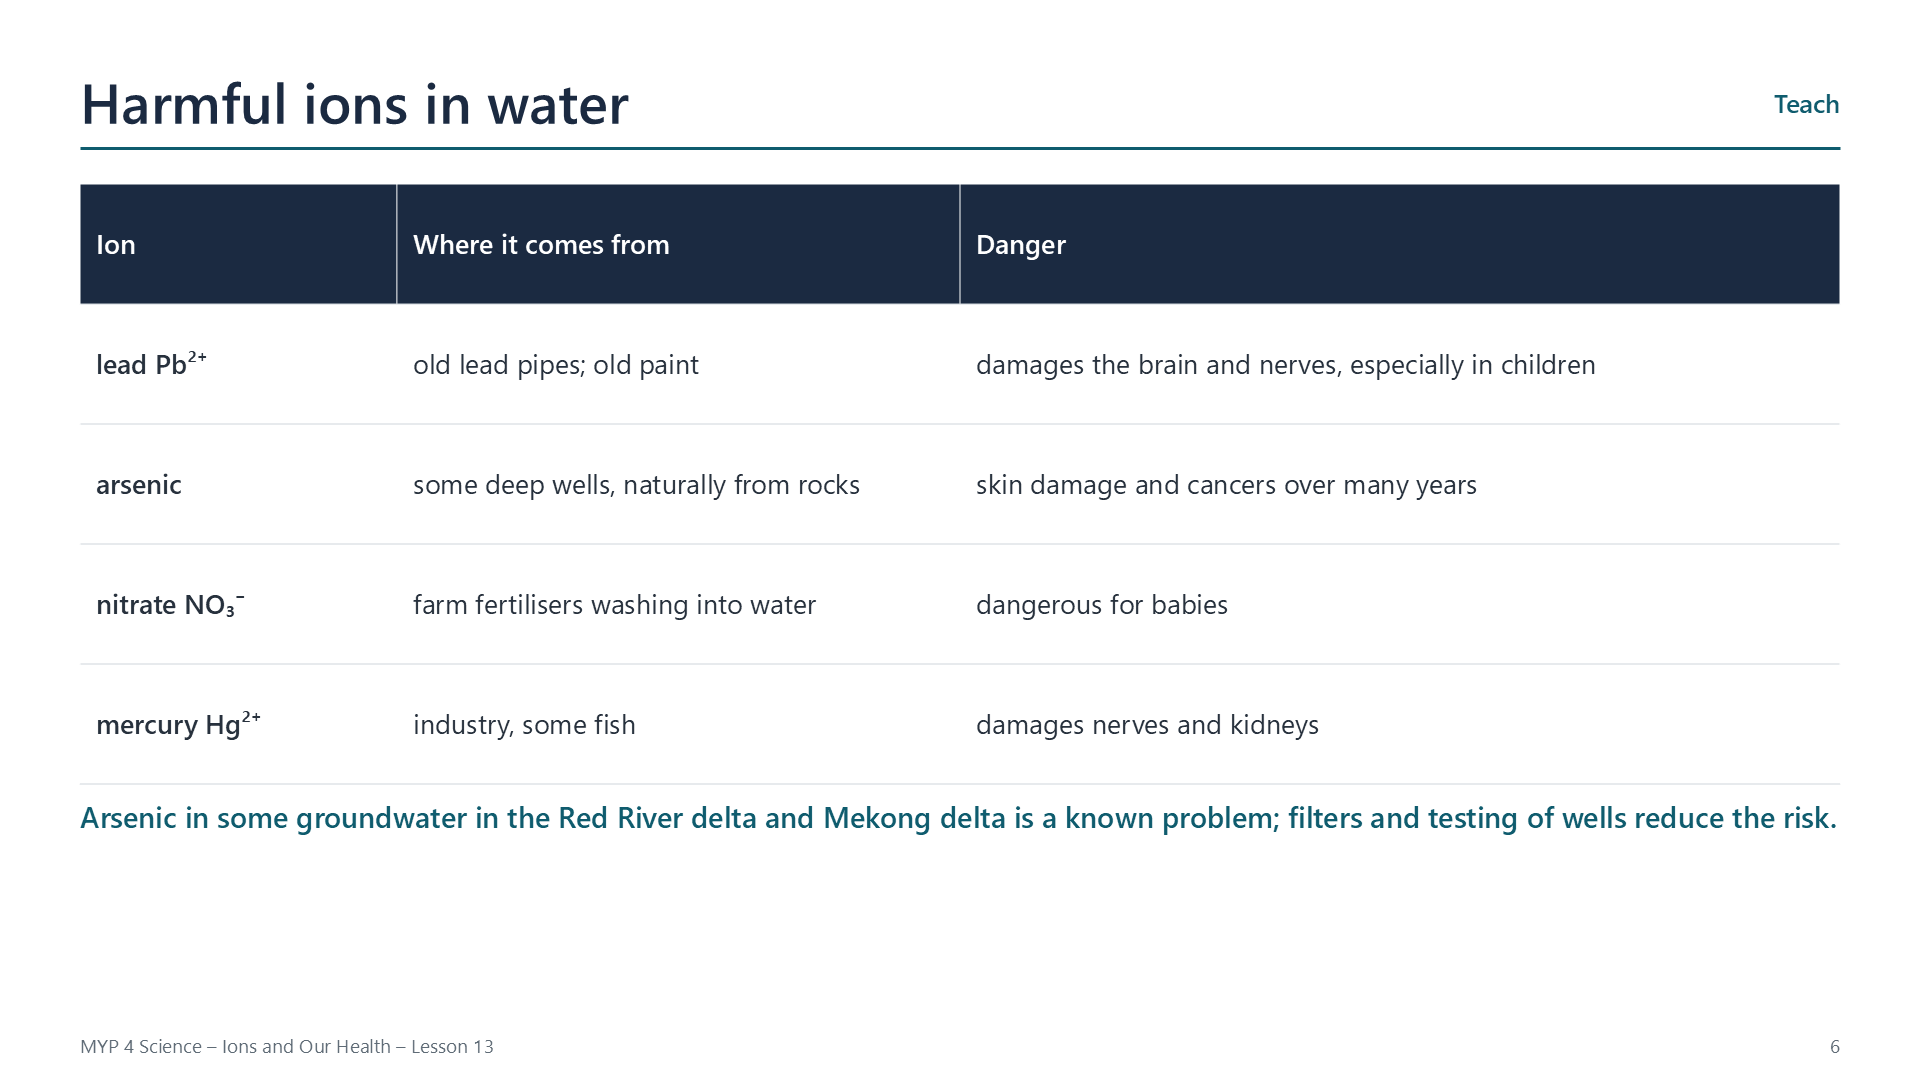 Harmful ions in water
Teach
Ion
Where it comes from
Danger
lead Pb²⁺
old lead pipes; old paint
damages the brain and nerves, especially in children
arsenic
some deep wells, naturally from rocks
skin damage and cancers over many years
nitrate NO₃⁻
farm fertilisers washing into water
dangerous for babies
mercury Hg²⁺
industry, some fish
damages nerves and kidneys
Arsenic in some groundwater in the Red River delta and Mekong delta is a known problem; filters and testing of wells reduce the risk.
MYP 4 Science – Ions and Our Health – Lesson 13
6